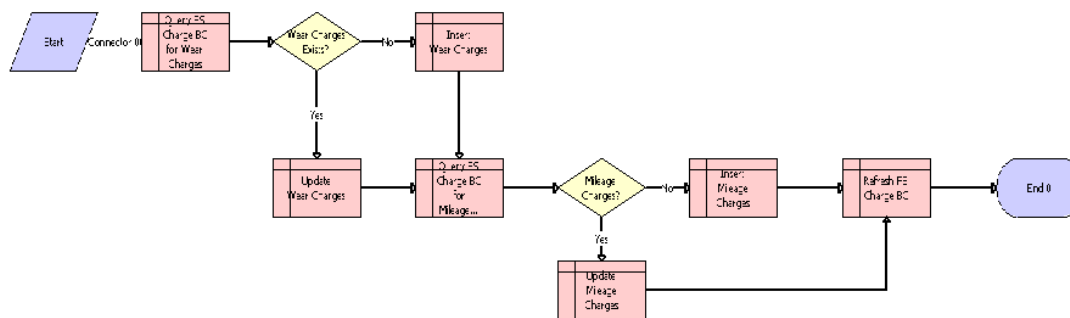 Start
Connector 0
Query FS
Charge BC
for Wear
Charges
Wear Charges
Exists?
No
Insert
Wear Charges
Yes
Update
Wear Charges
Query FS
Charge BC
for
Mileage...
Mileage
Charges?
No
Insert
Mileage
Charges
Refresh FS
Charge BC
End 0
Yes
Update
Mileage
Charges